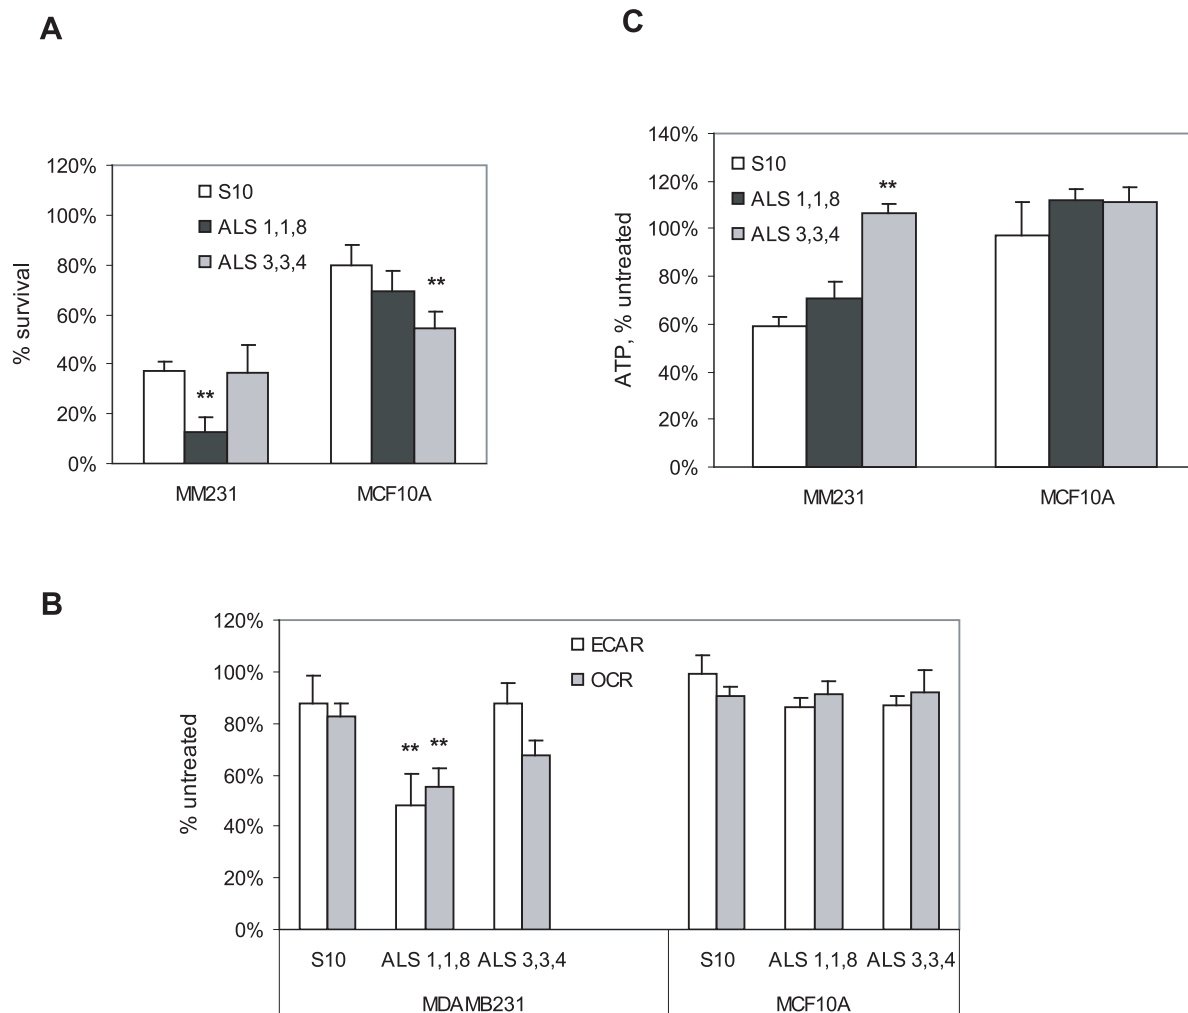 A
120%
100%
80%
60%
40%
20%
0%
% survival
S10
ALS 1,1,8
ALS 3,3,4
**
**
MM231
MCF10A
C
140%
120%
100%
80%
60%
40%
20%
0%
ATP, % untreated
S10
ALS 1,1,8
ALS 3,3,4
**
MM231
MCF10A
B
120%
100%
80%
60%
40%
20%
0%
% untreated
ECAR
OCR
** **
S10 ALS 1,1,8 ALS 3,3,4 S10 ALS 1,1,8 ALS 3,3,4
MDAMB231 MCF10A